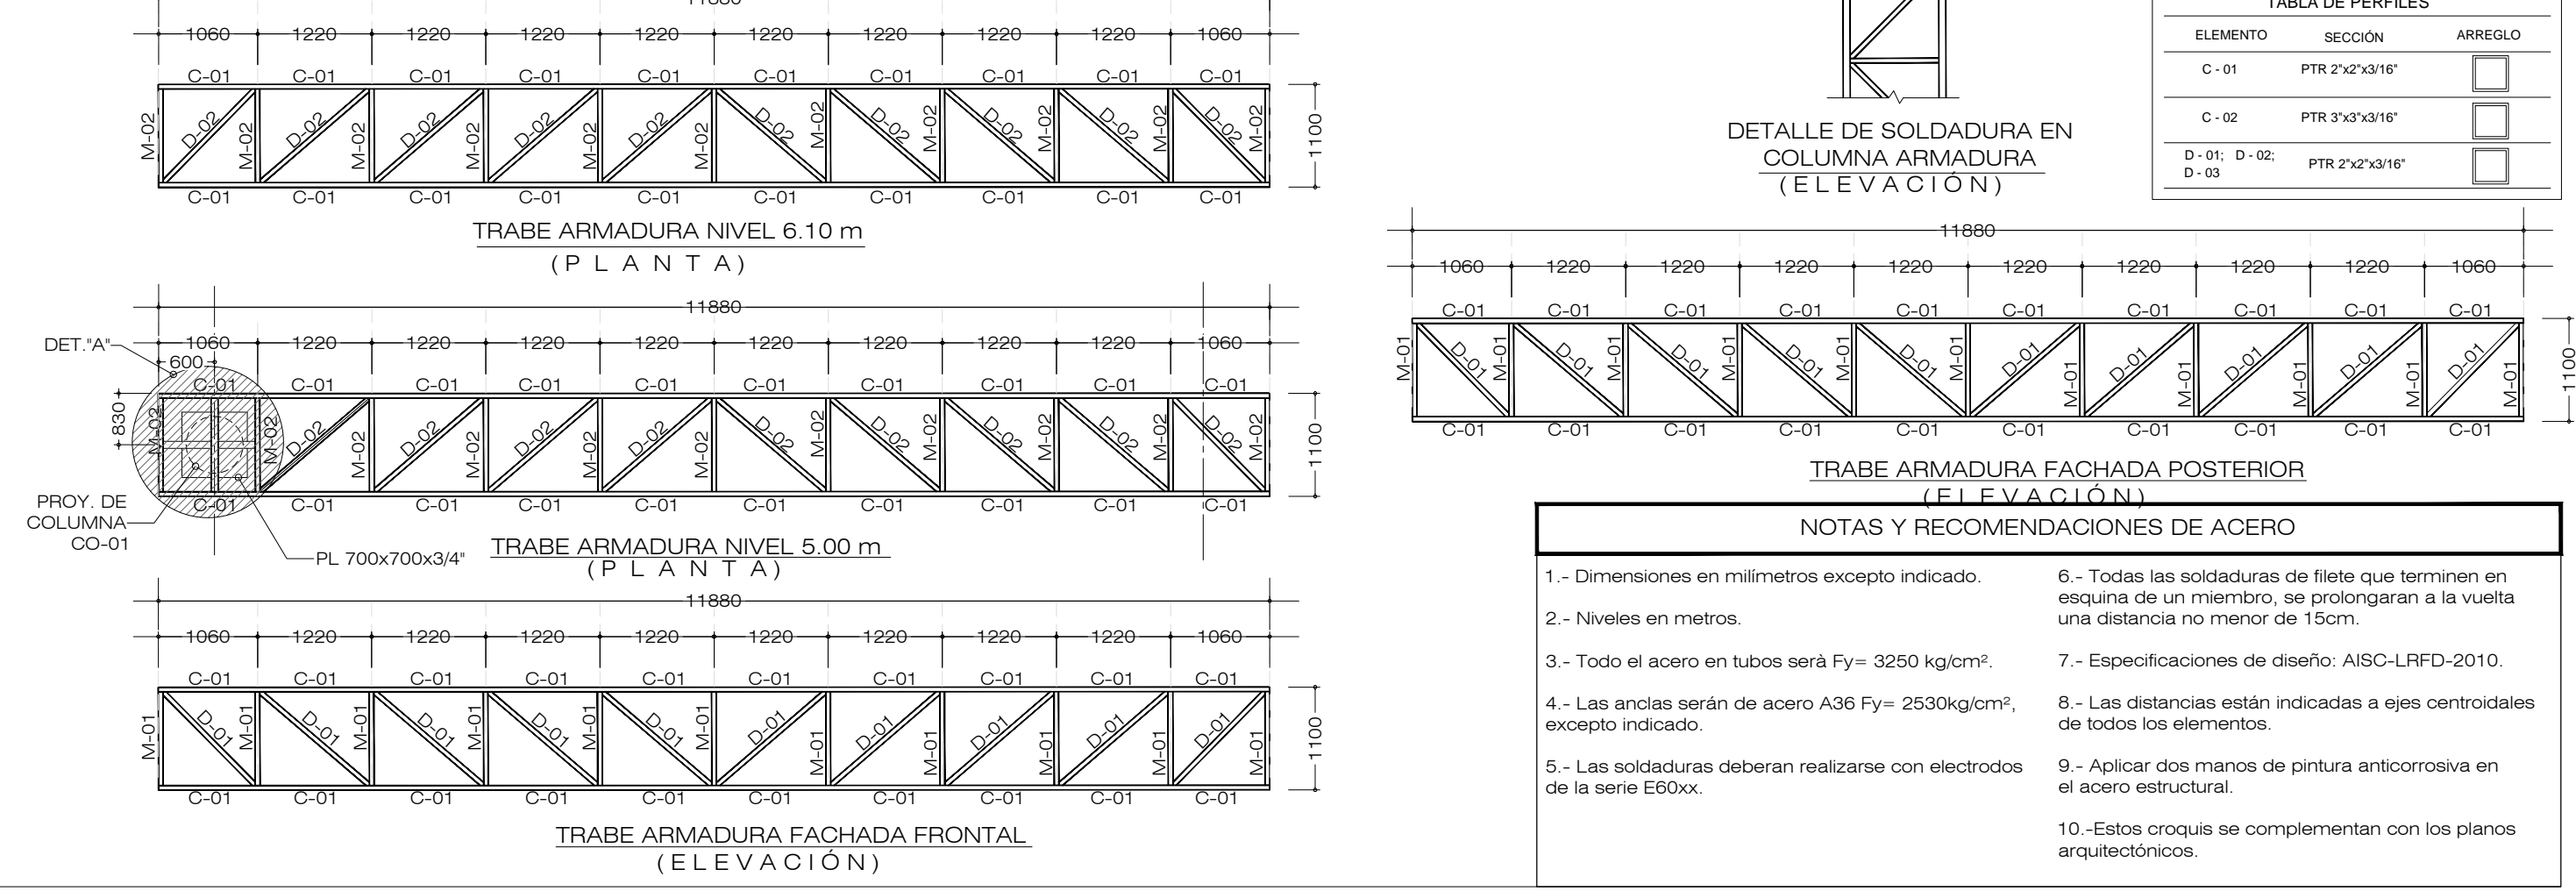 11880
1060 1220 1220 1220 1220 1220 1220 1220 1220 1060
C-01 C-01 C-01 C-01 C-01 C-01 C-01 C-01 C-01 C-01
M-02 D-02 M-02 D-02 M-02 D-02 M-02 D-02 M-02 D-02 D-02 M-02 D-02 M-02 D-02 M-02 D-02 M-02 D-02 M-02
1100
C-01 C-01 C-01 C-01 C-01 C-01 C-01 C-01 C-01 C-01
TRABE ARMADURA NIVEL 6.10 m
(PLANTA)
11880
DET."A"
1060 1220 1220 1220 1220 1220 1220 1220 1220 1060
600
C-01 C-01 C-01 C-01 C-01 C-01 C-01 C-01 C-01 C-01
830
M-02 M-02 D-02 M-02 D-02 M-02 D-02 M-02 D-02 D-02 M-02 D-02 M-02 D-02 M-02 D-02 M-02 D-02 M-02
1100
C-01 C-01 C-01 C-01 C-01 C-01 C-01 C-01 C-01 C-01
PROY. DE
COLUMNA
CO-01
PL 700x700x3/4"
TRABE ARMADURA NIVEL 5.00 m
(PLANTA)
11880
1060 1220 1220 1220 1220 1220 1220 1220 1220 1060
C-01 C-01 C-01 C-01 C-01 C-01 C-01 C-01 C-01 C-01
M-01 D-01 M-01 D-01 M-01 D-01 M-01 D-01 M-01 D-01 M-01 D-01 M-01 D-01 M-01 D-01 M-01 D-01 M-01 D-01 M-01
1100
C-01 C-01 C-01 C-01 C-01 C-01 C-01 C-01 C-01 C-01
TRABE ARMADURA FACHADA FRONTAL
(ELEVACIÓN)
DETALLE DE SOLDADURA EN
COLUMNA ARMADURA
(ELEVACIÓN)
TABLA DE PERFILES
ELEMENTO SECCIÓN ARREGLO
C - 01 PTR 2"x2"x3/16"
C - 02 PTR 3"x3"x3/16"
D - 01; D - 02;
D - 03 PTR 2"x2"x3/16"
11880
1060 1220 1220 1220 1220 1220 1220 1220 1220 1060
C-01 C-01 C-01 C-01 C-01 C-01 C-01 C-01 C-01 C-01
M-01 D-01 M-01 D-01 M-01 D-01 M-01 D-01 M-01 D-01 M-01 D-01 M-01 D-01 M-01 D-01 M-01 D-01 M-01 D-01 M-01
1100
C-01 C-01 C-01 C-01 C-01 C-01 C-01 C-01 C-01 C-01
TRABE ARMADURA FACHADA POSTERIOR
(ELEVACIÓN)
NOTAS Y RECOMENDACIONES DE ACERO
1.- Dimensiones en milímetros excepto indicado.
2.- Niveles en metros.
3.- Todo el acero en tubos serà Fy= 3250 kg/cm².
4.- Las anclas serán de acero A36 Fy= 2530kg/cm²,
excepto indicado.
5.- Las soldaduras deberan realizarse con electrodos
de la serie E60xx.
6.- Todas las soldaduras de filete que terminen en
esquina de un miembro, se prolongaran a la vuelta
una distancia no menor de 15cm.
7.- Especificaciones de diseño: AISC-LRFD-2010.
8.- Las distancias están indicadas a ejes centroidales
de todos los elementos.
9.- Aplicar dos manos de pintura anticorrosiva en
el acero estructural.
10.-Estos croquis se complementan con los planos
arquitectónicos.